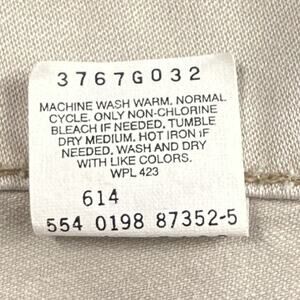 3767G032
MACHINE WASH WARM. NORMAL
CYCLE. ONLY NON-CHLORINE
BLEACH IF NEEDED. TUMBLE
DRY MEDIUM. HOT IRON iF
NEEDED. WASH AND DRY
WITH LIKE COLORS.
WPL 423
614
554 0198 87352-5